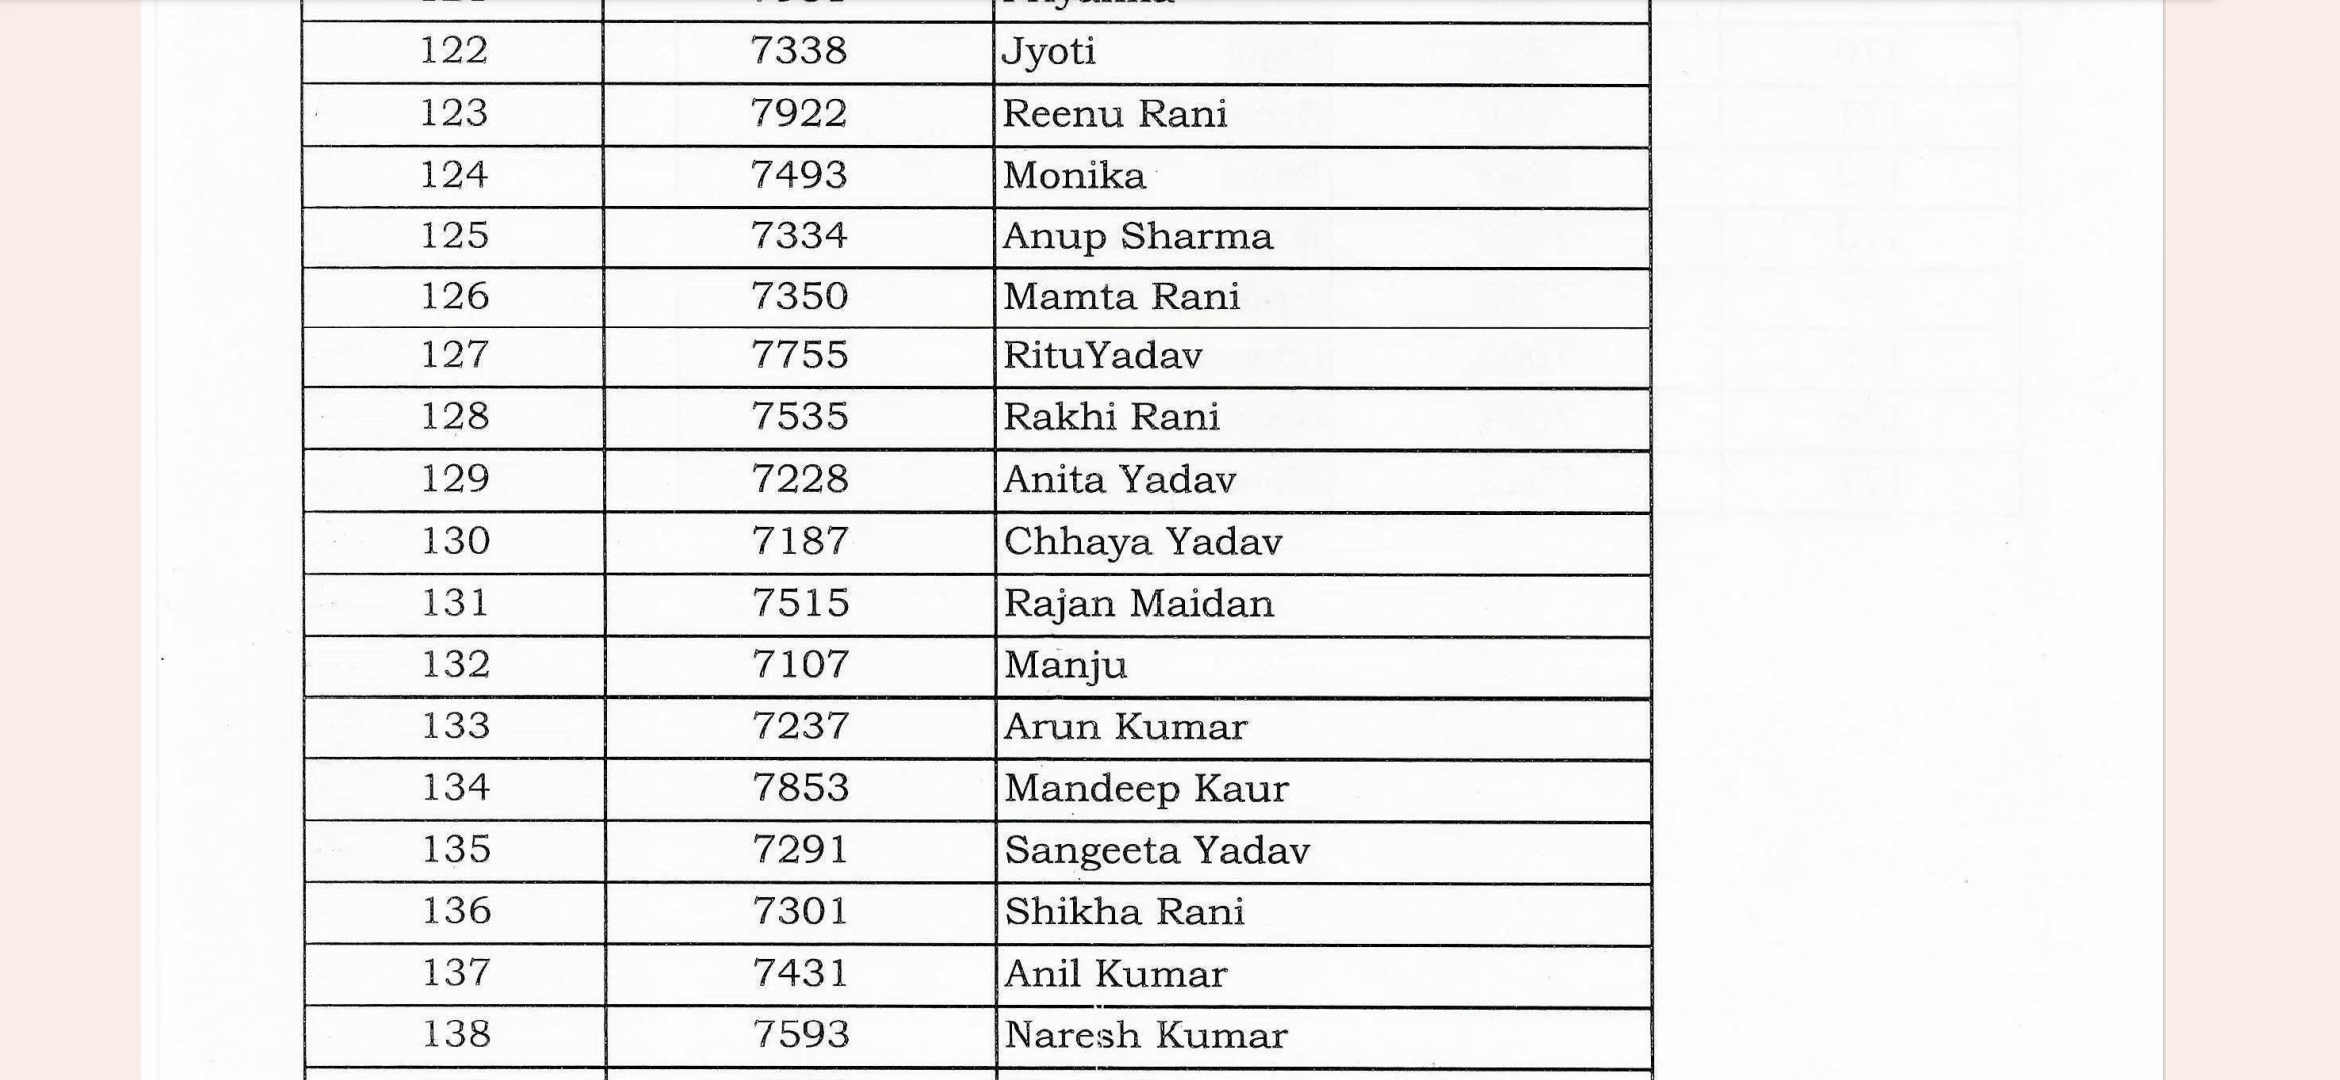 122 7338 Jyoti
123 7922 Reenu Rani
124 7493 Monika
125 7334 Anup Sharma
126 7350 Mamta Rani
127 7755 RituYadav
128 7535 Rakhi Rani
129 7228 Anita Yadav
130 7187 Chhaya Yadav
131 7515 Rajan Maidan
132 7107 Manju
133 7237 Arun Kumar
134 7853 Mandeep Kaur
135 7291 Sangeeta Yadav
136 7301 Shikha Rani
137 7431 Anil Kumar
138 7593 Naresh Kumar